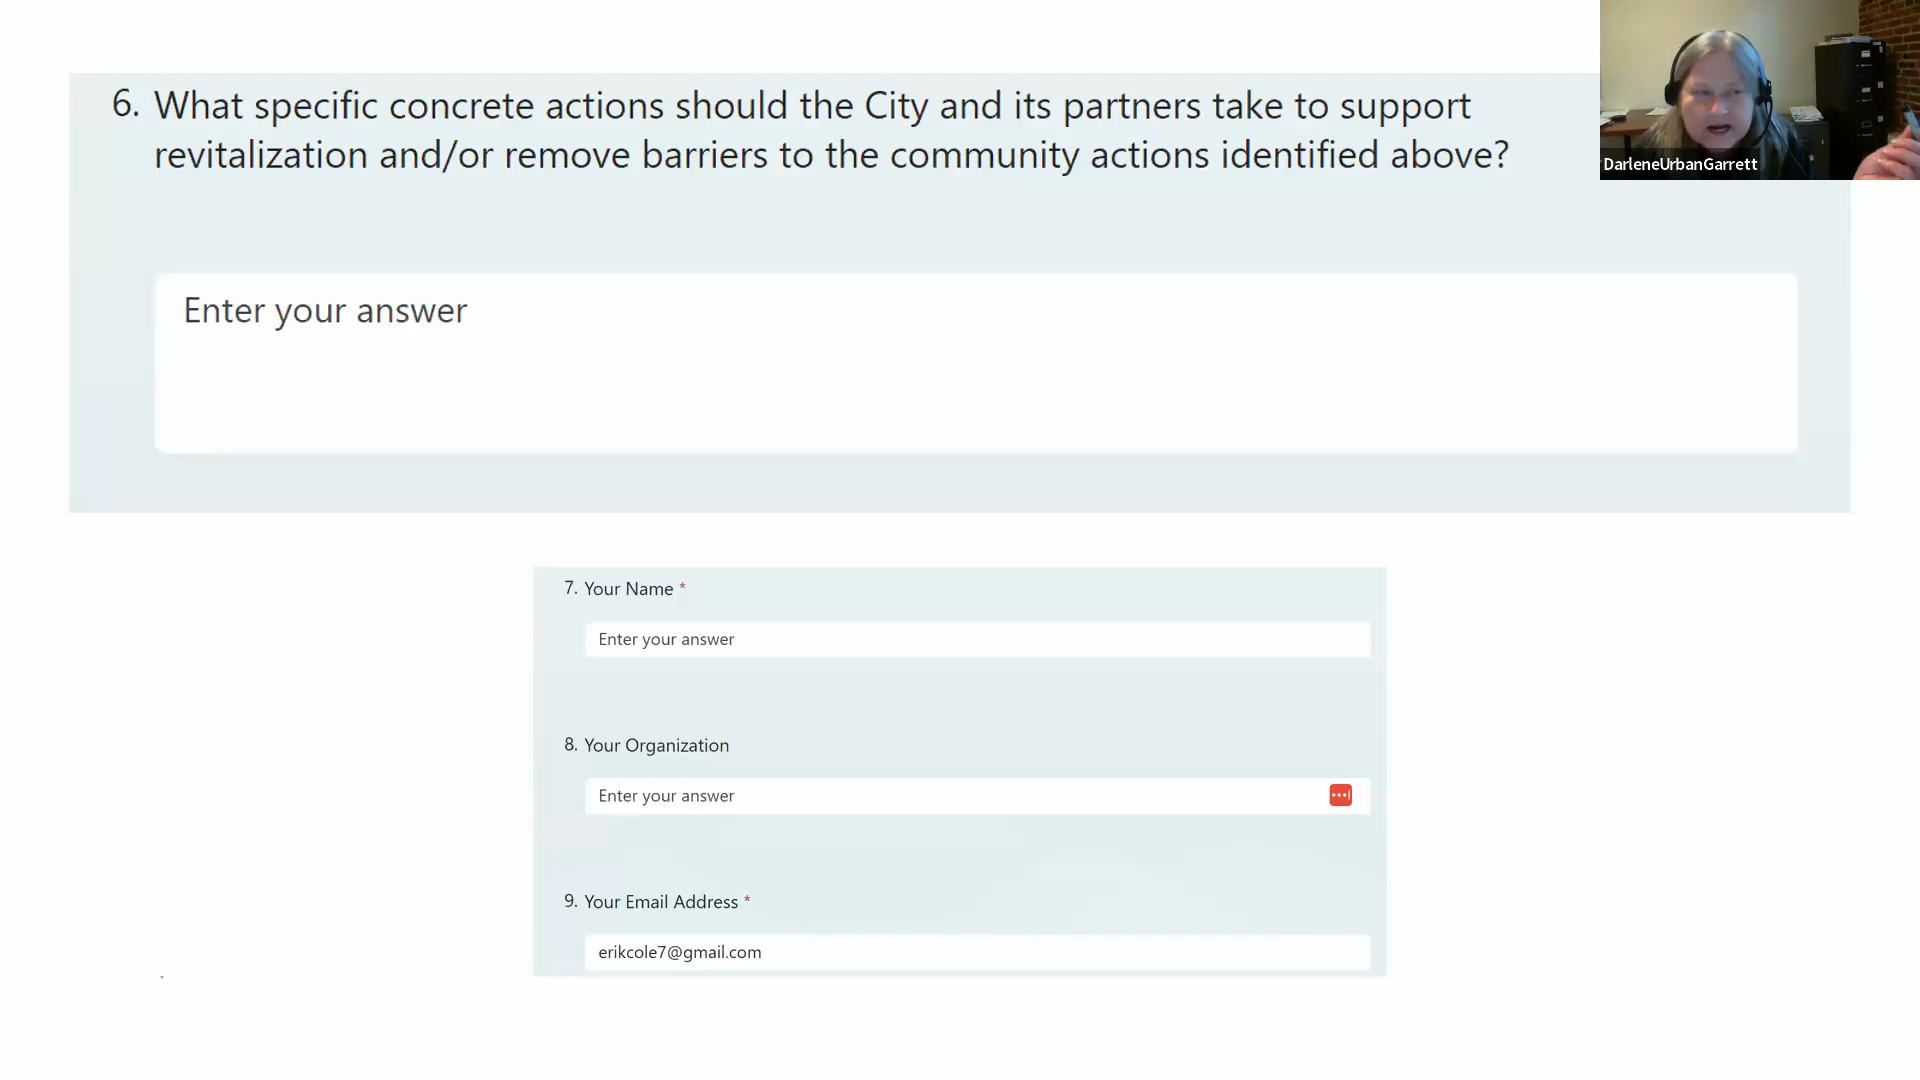 6. What specific concrete actions should the City and its partners take to support
revitalization and/or remove barriers to the community actions identified above?
DarleneUrbanGarrett
Enter your answer
7. Your Name *
Enter your answer
8. Your Organization
Enter your answer
9. Your Email Address *
erikcole7@gmail.com